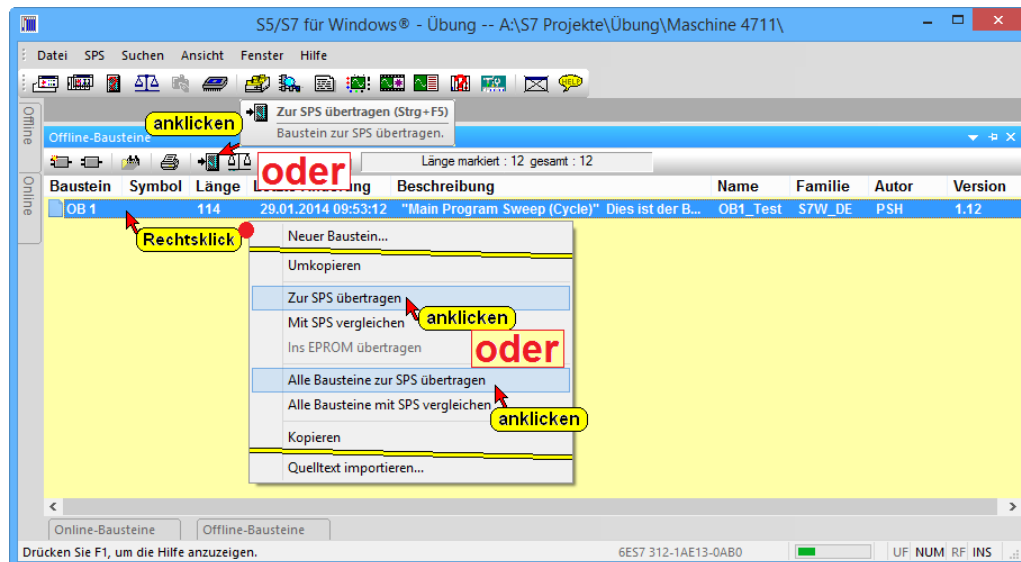 S5/S7 für Windows® - Übung -- A:\S7 Projekte\Übung\Maschine 4711\
Datei SPS Suchen Ansicht Fenster Hilfe
HELP
Offline
Online
anklicken
Zur SPS übertragen (Strg+F5)
Baustein zur SPS übertragen.
Offline-Bausteine
oder
Länge markiert : 12 gesamt : 12
Baustein Symbol Länge Beschreibung Name Familie Autor Version
OB 1 114 29.01.2014 09:53:12 "Main Program Sweep (Cycle)" Dies ist der B... OB1_Test S7W_DE PSH 1.12
Rechtsklick
Neuer Baustein...
Umkopieren
Zur SPS übertragen
anklicken
Mit SPS vergleichen
Ins EPROM übertragen
oder
Alle Bausteine zur SPS übertragen
Alle Bausteine mit SPS vergleichen
anklicken
Kopieren
Quelltext importieren...
Online-Bausteine Offline-Bausteine
Drücken Sie F1, um die Hilfe anzuzeigen. 6ES7 312-1AE13-0AB0 UF NUM RF INS